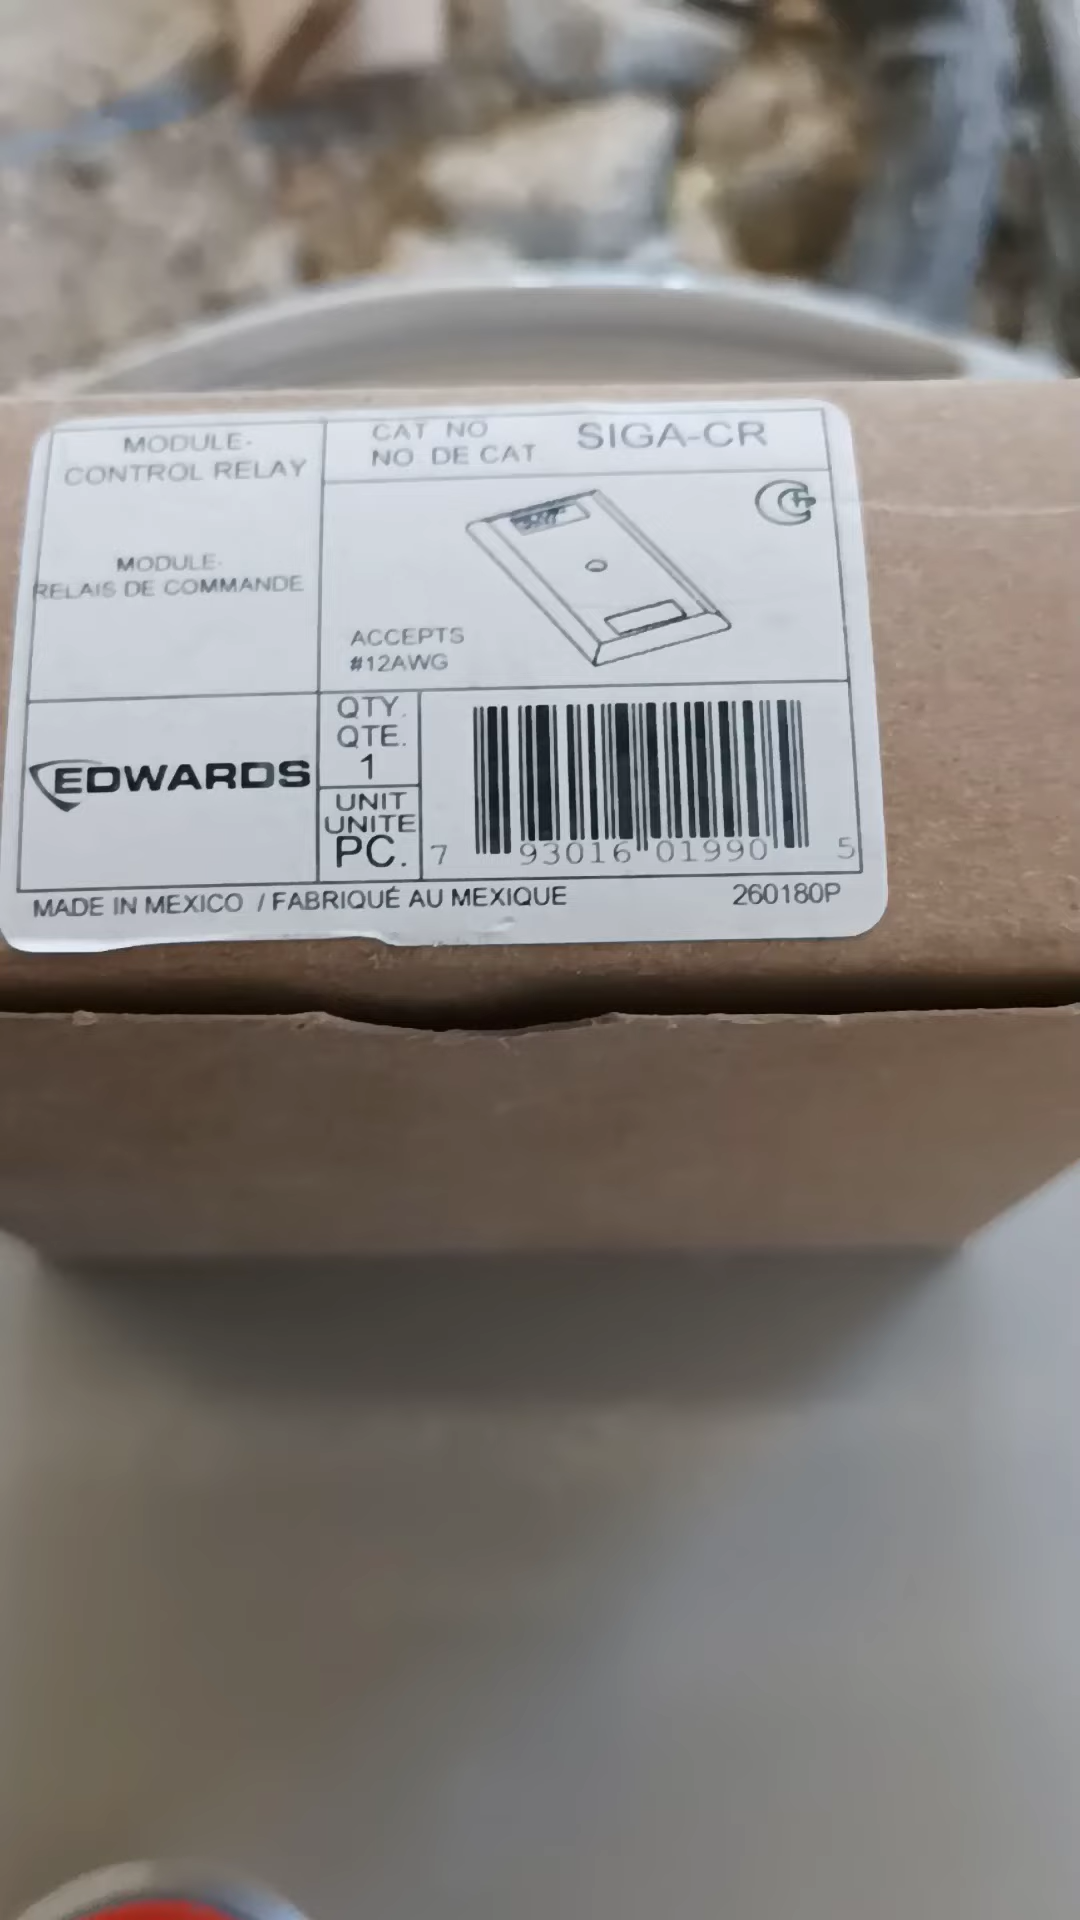 MODULE-
CONTROL RELAY
MODULE-
RELAIS DE COMMANDE
CAT NO
NO DE CAT
SIGA-CR
ACCEPTS
#12AWG
EDWARDS
QTY.
QTE.
1
UNIT
UNITE
PC.
7 93016 01990 5
MADE IN MEXICO / FABRIQUÉ AU MEXIQUE
260180P